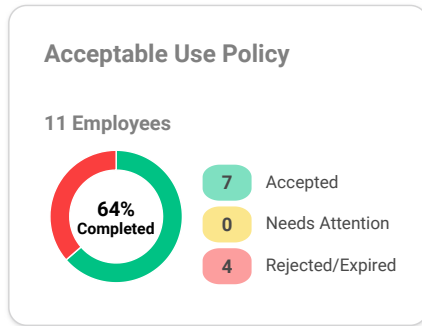 Acceptable Use Policy
11 Employees
64%
Completed
7 Accepted
0 Needs Attention
4 Rejected/Expired